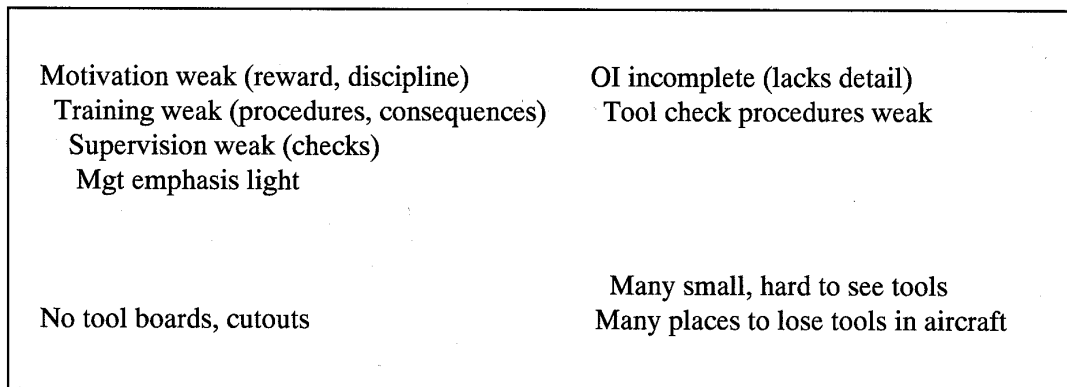 Motivation weak (reward, discipline)
Training weak (procedures, consequences)
Supervision weak (checks)
Mgt emphasis light
OI incomplete (lacks detail)
Tool check procedures weak
No tool boards, cutouts
Many small, hard to see tools
Many places to lose tools in aircraft